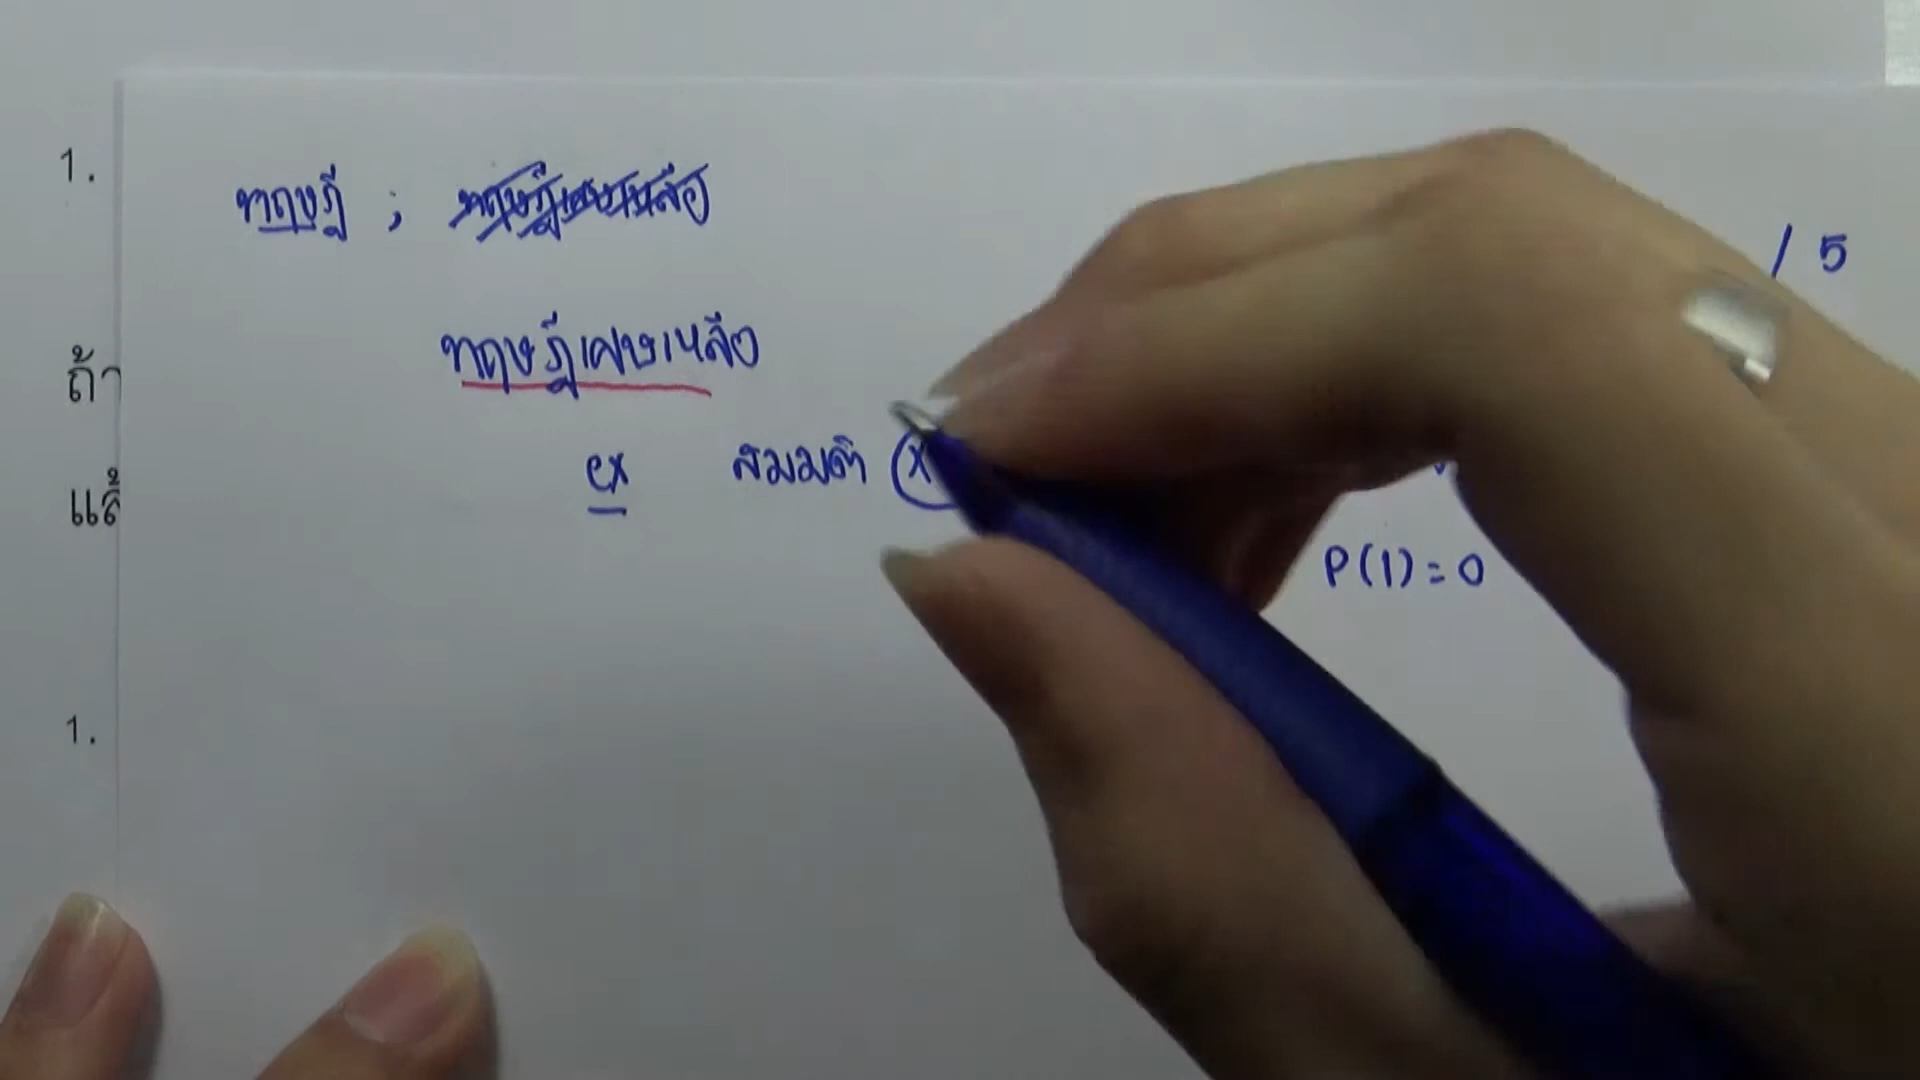 1.
ทฤษฎี ; ทฤษฎีเศษเหลือ
/ 5
ทฤษฎีเศษเหลือ
ถ้า
ex สมมติ (x
แล้
P(1) = 0
1.